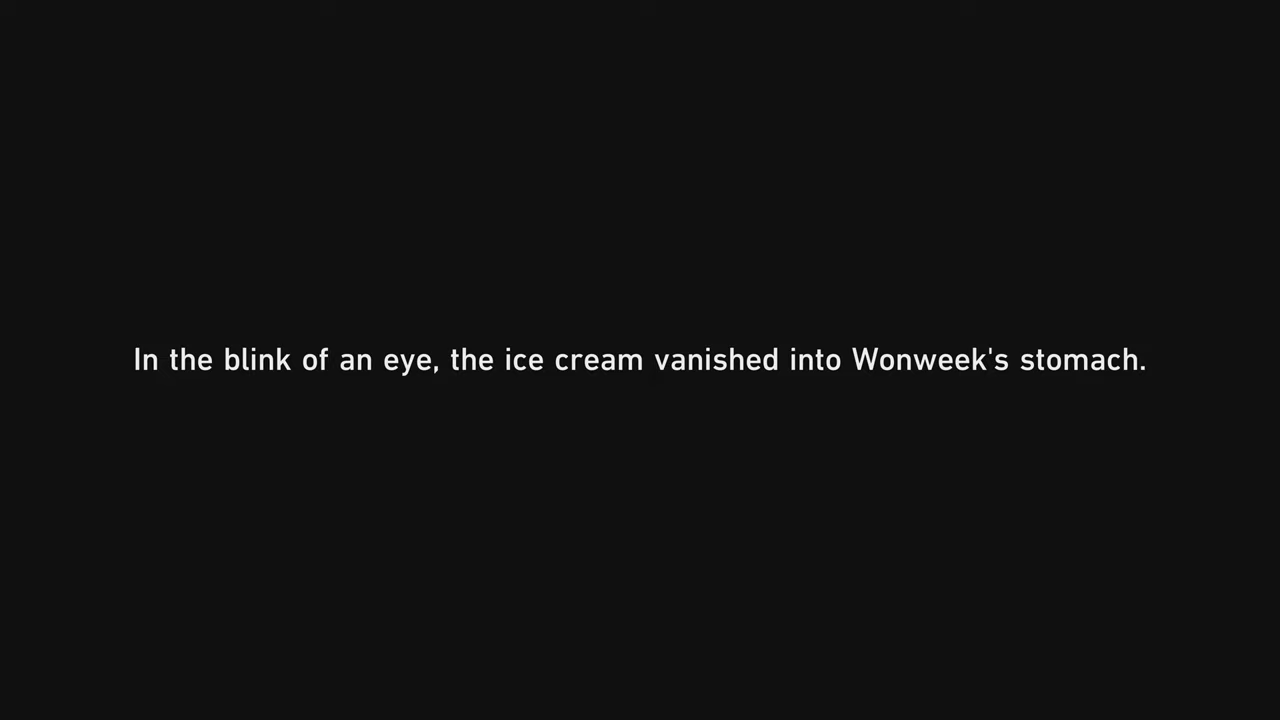 In the blink of an eye, the ice cream vanished into Wonweek's stomach.